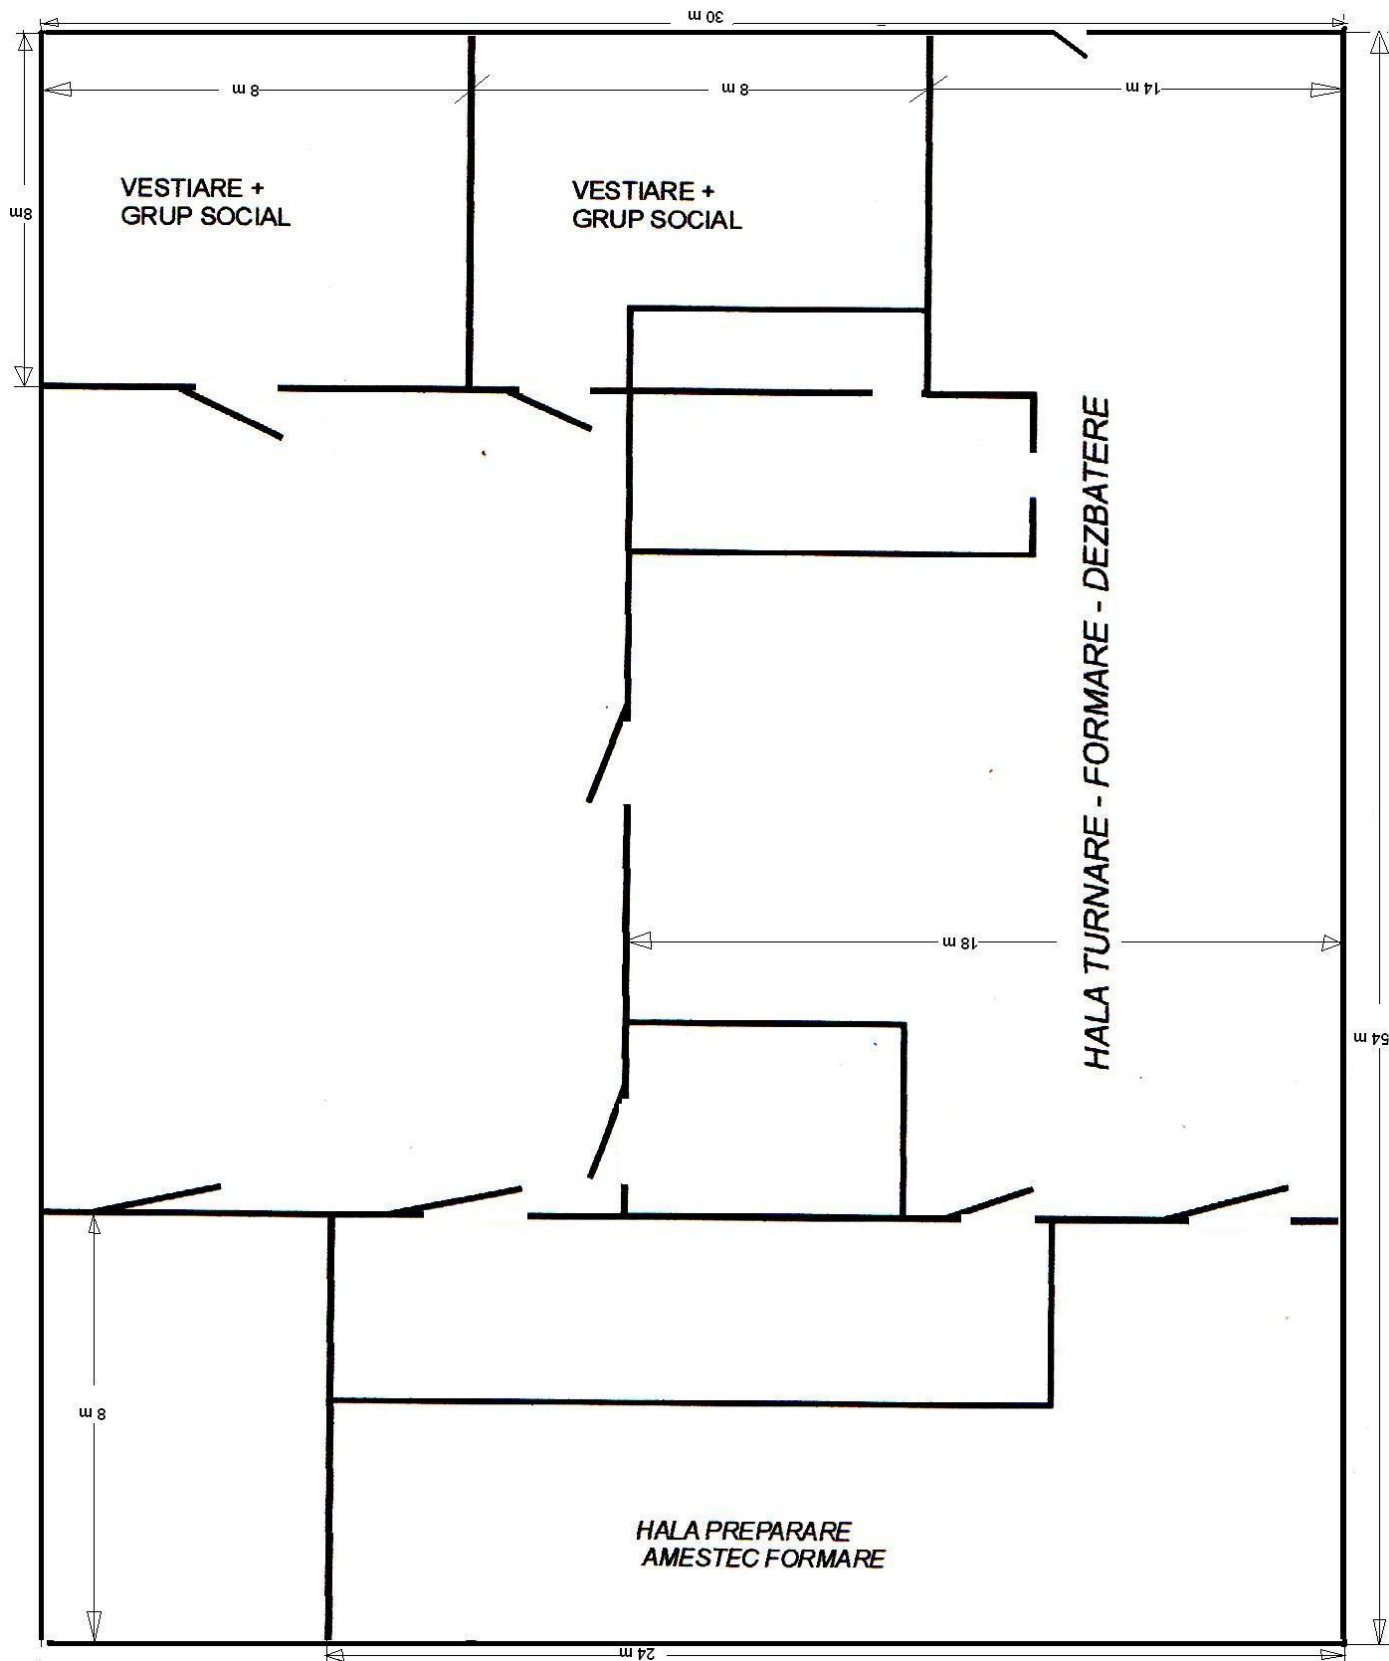 30 m
8 m
8 m
14 m
VESTIARE +
GRUP SOCIAL
VESTIARE +
GRUP SOCIAL
8m
HALA TURNARE - FORMARE - DEZBATERE
18 m
54 m
8 m
HALA PREPARARE
AMESTEC FORMARE
24 m